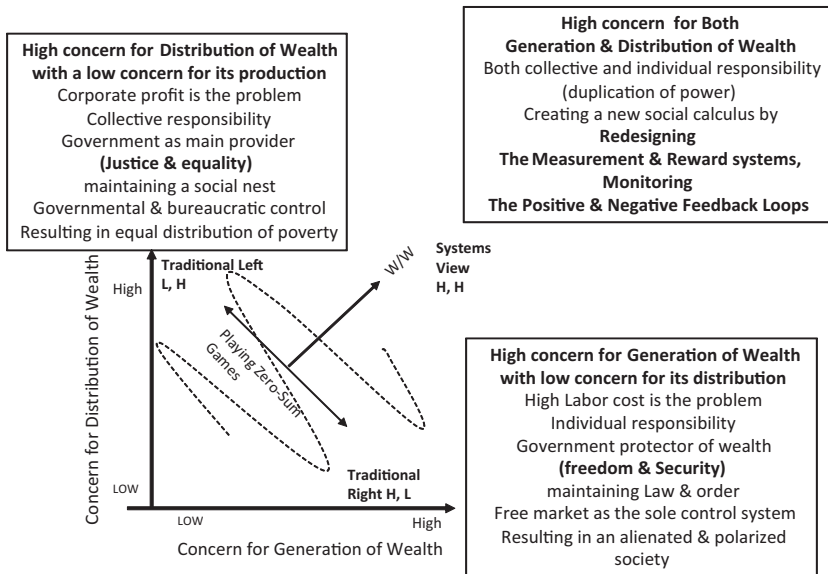 High concern for Distribution of Wealth
with a low concern for its production
Corporate profit is the problem
Collective responsibility
Government as main provider
(Justice & equality)
maintaining a social nest
Governmental & bureaucratic control
Resulting in equal distribution of poverty
High concern for Both
Generation & Distribution of Wealth
Both collective and individual responsibility
(duplication of power)
Creating a new social calculus by
Redesigning
The Measurement & Reward systems,
Monitoring
The Positive & Negative Feedback Loops
Concern for Distribution of Wealth
High
LOW
Traditional Left
L, H
W/W
Systems
View
H, H
Playing Zero-Sum
Games
Traditional
Right H, L
LOW
High
Concern for Generation of Wealth
High concern for Generation of Wealth
with low concern for its distribution
High Labor cost is the problem
Individual responsibility
Government protector of wealth
(freedom & Security)
maintaining Law & order
Free market as the sole control system
Resulting in an alienated & polarized
society